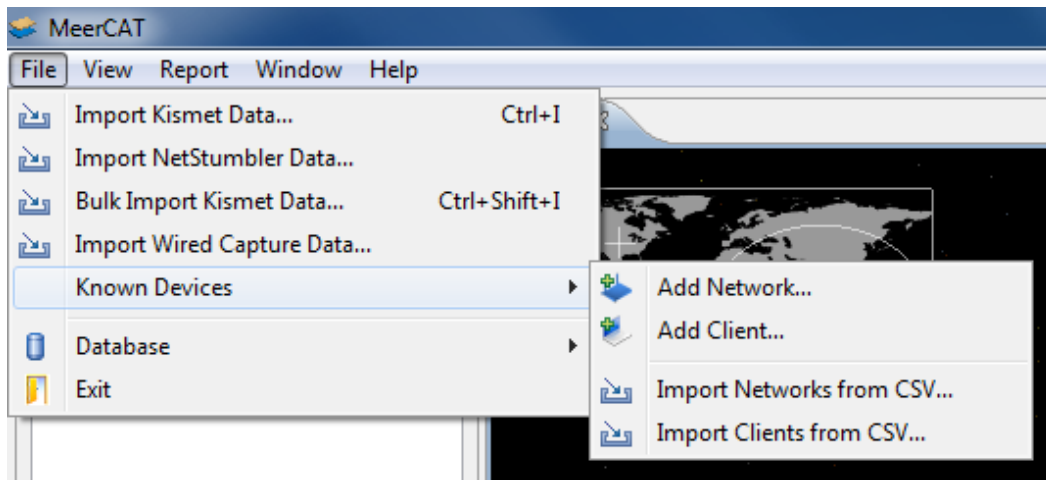 MeerCAT
File View Report Window Help
Import Kismet Data... Ctrl+I
Import NetStumbler Data...
Bulk Import Kismet Data... Ctrl+Shift+I
Import Wired Capture Data...
Known Devices
Add Network...
Add Client...
Import Networks from CSV...
Import Clients from CSV...
Database
Exit